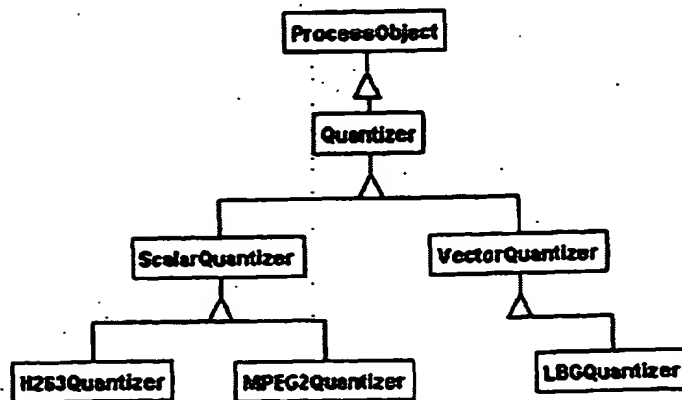 ProcessObject
Quantizer
ScalarQuantizer
VectorQuantizer
H263Quantizer
MPEG2Quantizer
LBGQuantizer